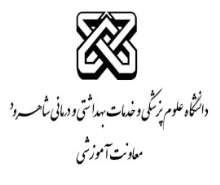 دانشگاه علوم پزشکی و خدمات بهداشتی و درمانی شاهرود
معاونت آموزشی